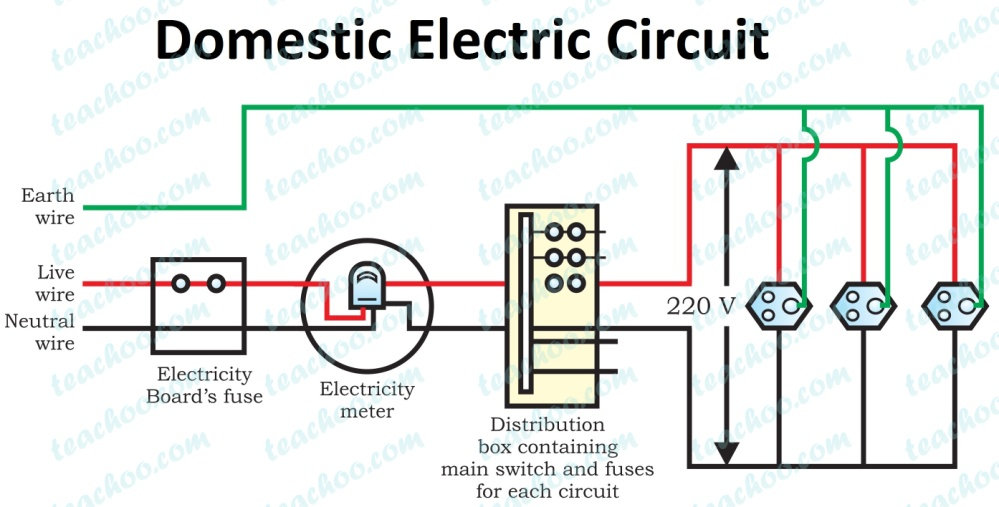 Domestic Electric Circuit
Earth
wire
Live
wire
Neutral
wire
Electricity
Board's fuse
Electricity
meter
Distribution
box containing
main switch and fuses
for each circuit
220 V
teachoo.com